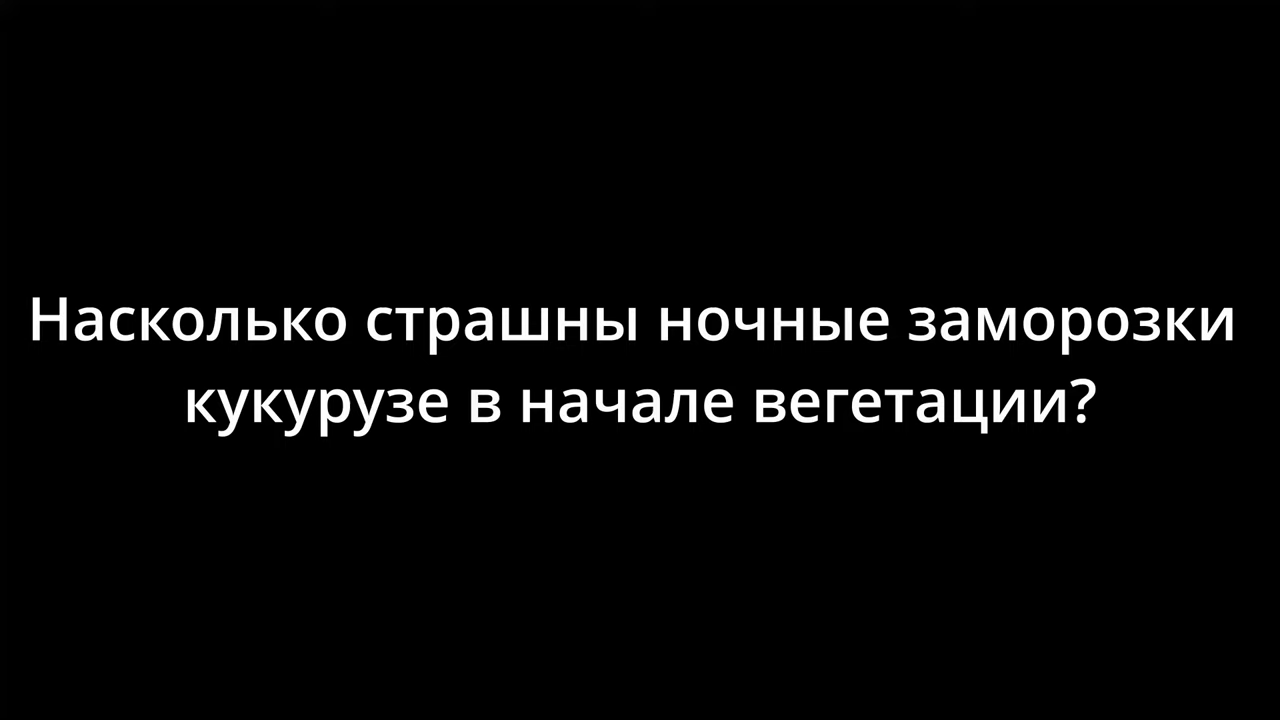 Насколько страшны ночные заморозки
кукурузе в начале вегетации?